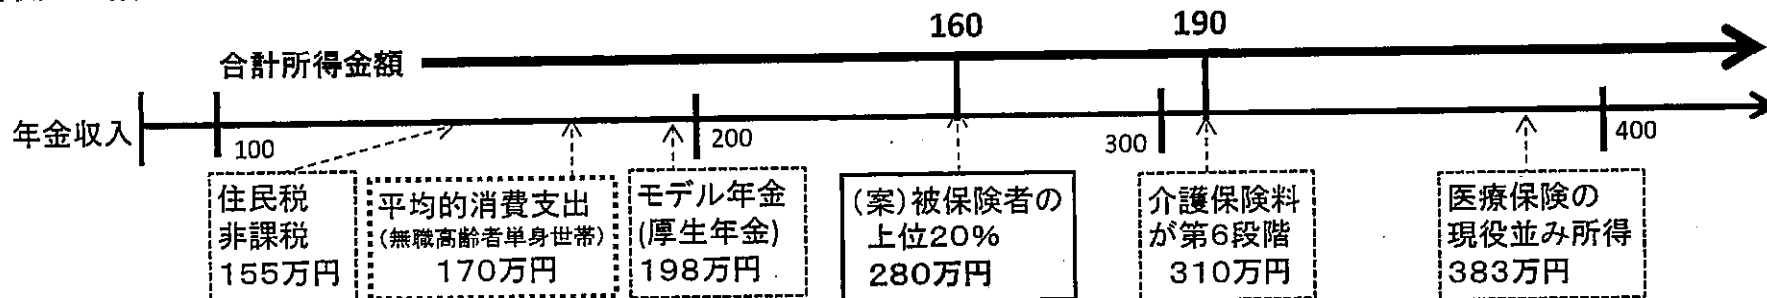 160
190
合計所得金額
年金収入
100
200
300
400
住民税
非課税
155万円
平均的消費支出
(無職高齢者単身世帯)
170万円
モデル年金
(厚生年金)
198万円
(案)被保険者の
上位20%
280万円
介護保険料
が第6段階
310万円
医療保険の
現役並み所得
383万円